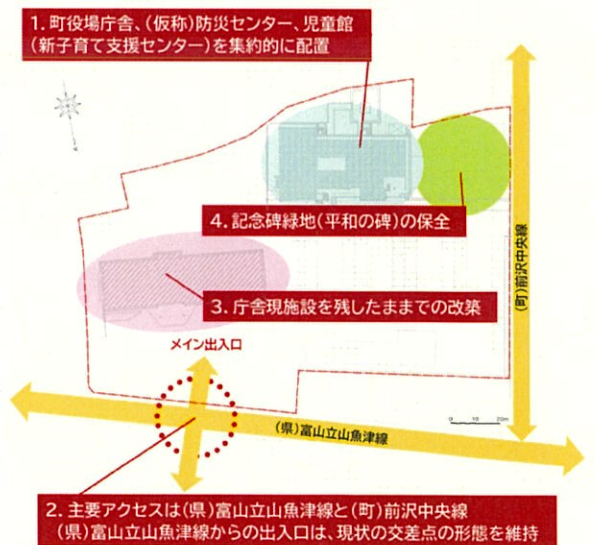 1. 町役場庁舎、(仮称)防災センター、児童館
(新子育て支援センター)を集約的に配置
4. 記念碑緑地(平和の碑)の保全
(町)前沢中央線
3. 庁舎現施設を残したままでの改築
メイン出入口
(県)富山立山魚津線
0 10 20m
2. 主要アクセスは(県)富山立山魚津線と(町)前沢中央線
(県)富山立山魚津線からの出入口は、現状の交差点の形態を維持